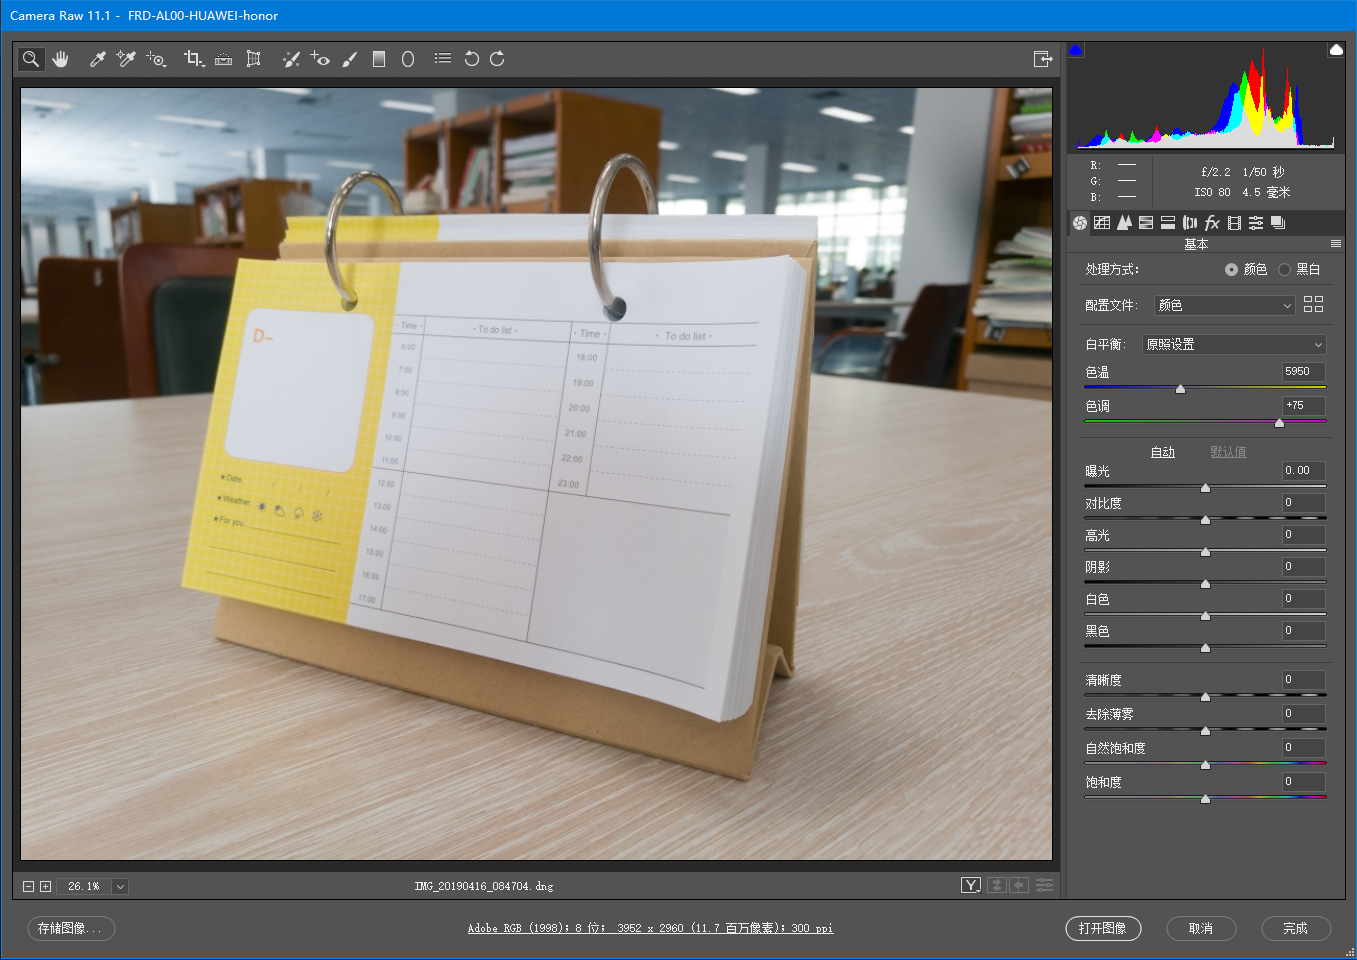 Camera Raw 11.1 - FRD-AL00-HUAWEI-honor
R:
G:
B:
f/2.2 1/50 秒
ISO 80 4.5 毫米
fx
基本
处理方式:
颜色
黑白
配置文件:
颜色
白平衡:
原照设置
色温
5950
色调
+75
自动
默认值
曝光
0.00
对比度
0
高光
0
阴影
0
白色
0
黑色
0
清晰度
0
去除薄雾
0
自然饱和度
0
饱和度
0
D-
★Date:
/ / /
★Weather:
★For you
·Time·
·To do list·
·Time·
·To do list·
6:00
7:00
8:00
9:00
10:00
11:00
12:00
13:00
14:00
15:00
16:00
17:00
18:00
19:00
20:00
21:00
22:00
23:00
26.1%
IMG_20190416_084704.dng
Y
存储图像...
Adobe RGB (1998); 8 位; 3952 x 2960 (11.7 百万像素); 300 ppi
打开图像
取消
完成